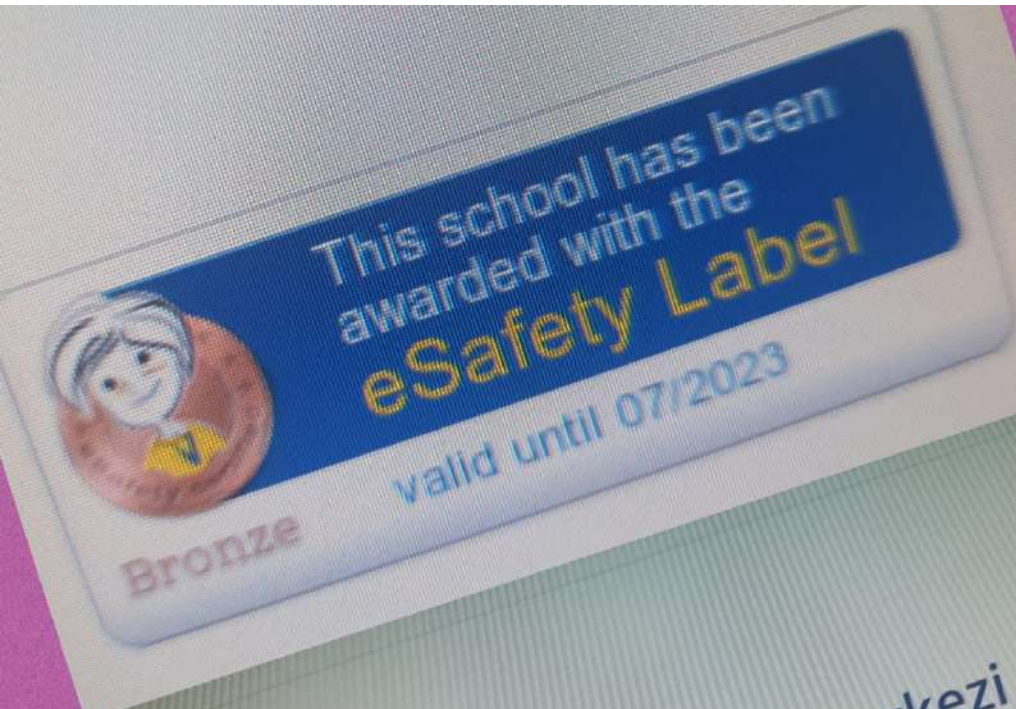 This school has been
awarded with the
eSafety Label
valid until 07/2023
Bronze